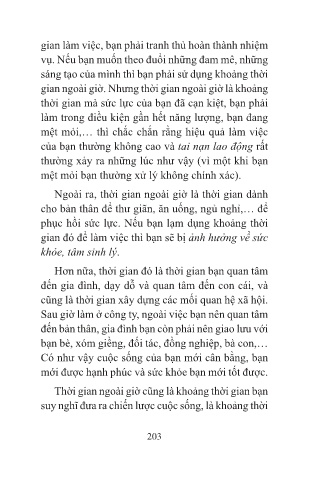 gian làm việc, bạn phải tranh thủ hoàn thành nhiệm
vụ. Nếu bạn muốn theo đuổi những đam mê, những
sáng tạo của mình thì bạn phải sử dụng khoảng thời
gian ngoài giờ. Nhưng thời gian ngoài giờ là khoảng
thời gian mà sức lực của bạn đã cạn kiệt, bạn phải
làm trong điều kiện gần hết năng lượng, bạn đang
mệt mỏi,… thì chắc chắn rằng hiệu quả làm việc
của bạn thường không cao và tai nạn lao động rất
thường xảy ra những lúc như vậy (vì một khi bạn
mệt mỏi bạn thường xử lý không chính xác).
Ngoài ra, thời gian ngoài giờ là thời gian dành
cho bản thân để thư giãn, ăn uống, ngủ nghỉ,… để
phục hồi sức lực. Nếu bạn lạm dụng khoảng thời
gian đó để làm việc thì bạn sẽ bị ảnh hưởng về sức
khỏe, tâm sinh lý.
Hơn nữa, thời gian đó là thời gian bạn quan tâm
đến gia đình, dạy dỗ và quan tâm đến con cái, và
cũng là thời gian xây dựng các mối quan hệ xã hội.
Sau giờ làm ở công ty, ngoài việc bạn nên quan tâm
đến bản thân, gia đình bạn còn phải nên giao lưu với
bạn bè, xóm giềng, đối tác, đồng nghiệp, bà con,…
Có như vậy cuộc sống của bạn mới cân bằng, bạn
mới được hạnh phúc và sức khỏe bạn mới tốt được.
Thời gian ngoài giờ cũng là khoảng thời gian bạn
suy nghĩ đưa ra chiến lược cuộc sống, là khoảng thời
203